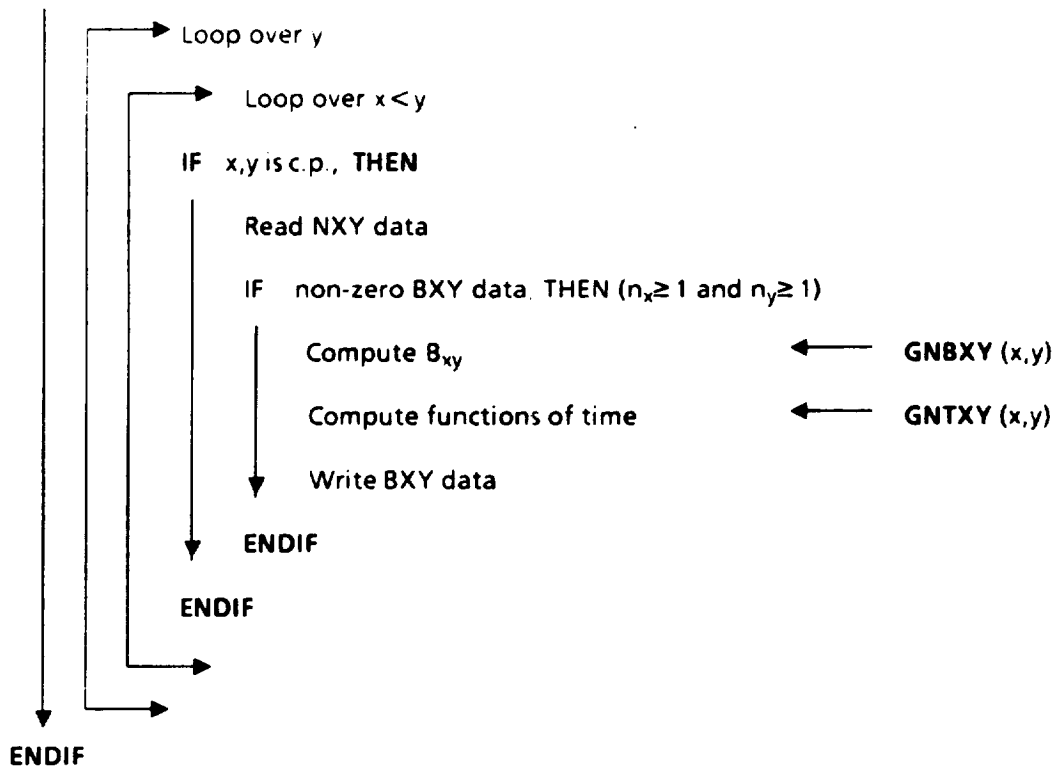 Loop over y
Loop over x < y
IF x,y is c.p., THEN
Read NXY data
IF non-zero BXY data, THEN (nₓ ≥ 1 and n_y ≥ 1)
Compute B_xy GNBXY (x,y)
Compute functions of time GNTXY (x,y)
Write BXY data
ENDIF
ENDIF
ENDIF